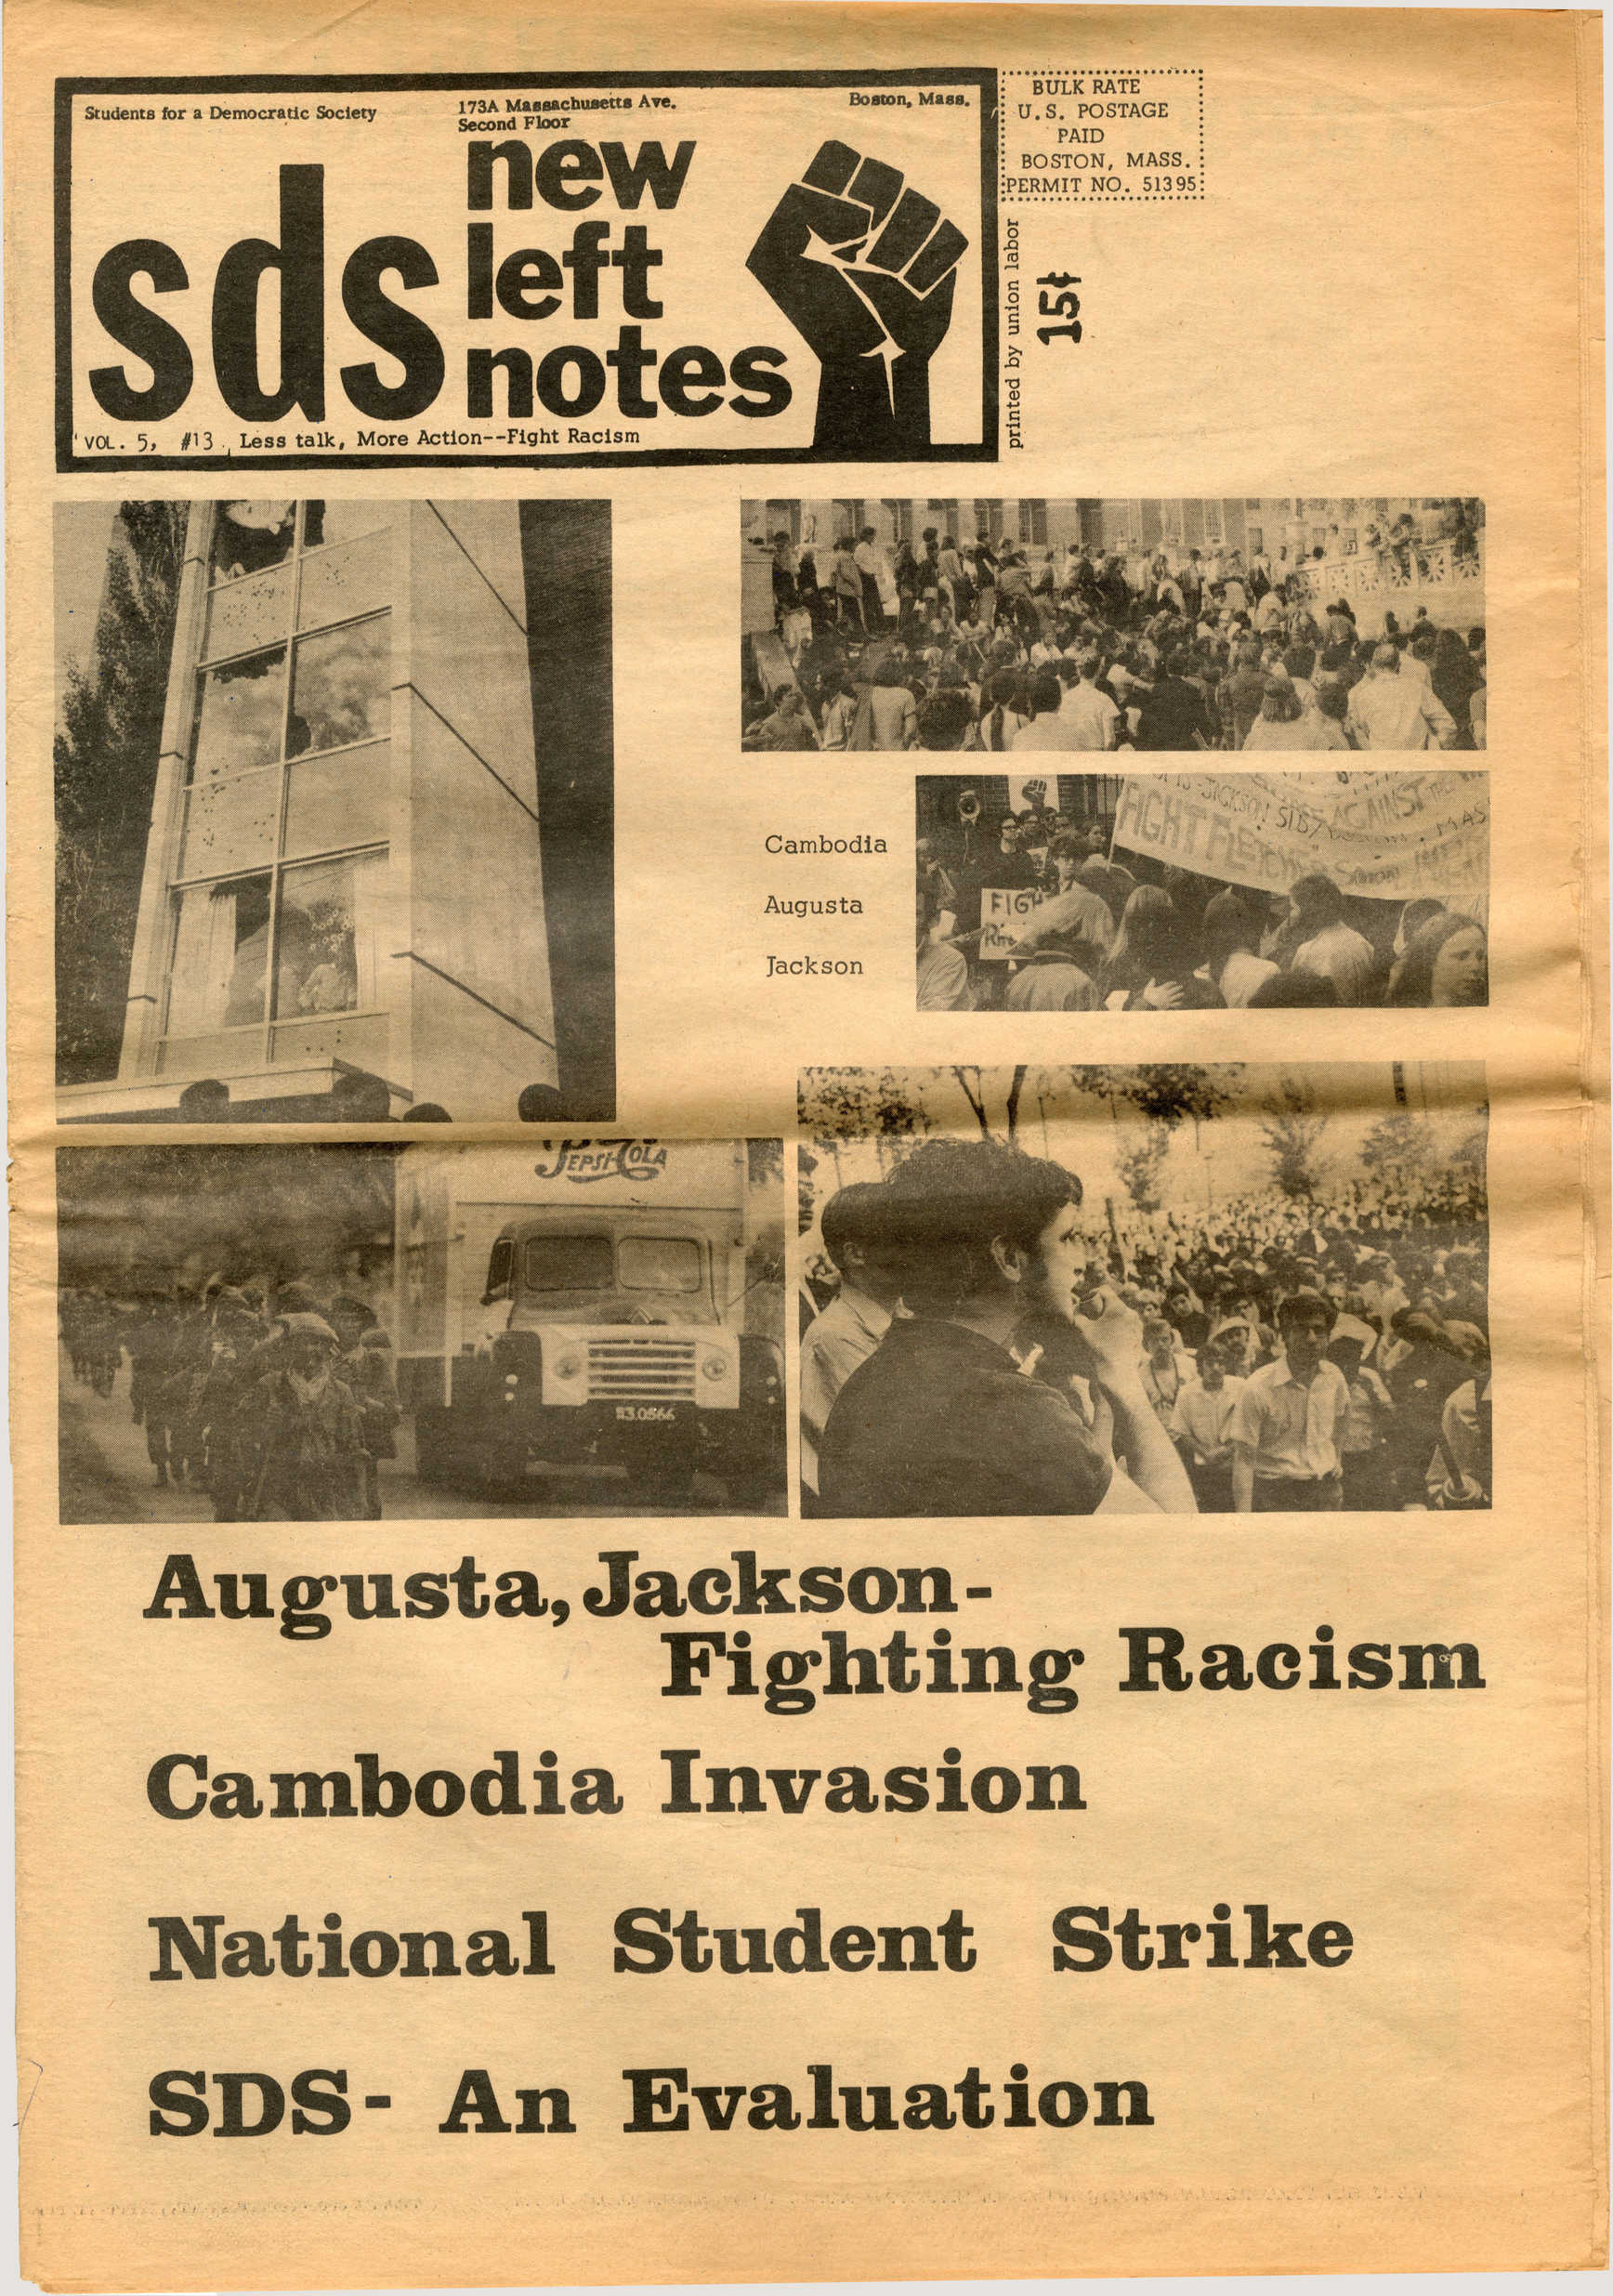 Students for a Democratic Society
173A Massachusetts Ave.
Second Floor
Boston, Mass.
sds
new
left
notes
VOL. 5, #13 Less talk, More Action--Fight Racism
BULK RATE
U.S. POSTAGE
PAID
BOSTON, MASS.
PERMIT NO. 51395
printed by union labor
15¢
Cambodia
Augusta
Jackson
JACKSON! SIBT
AGAINST THE
FIGHT
FIGH
PEPSI-COLA
Augusta, Jackson-
Fighting Racism
Cambodia Invasion
National Student Strike
SDS- An Evaluation